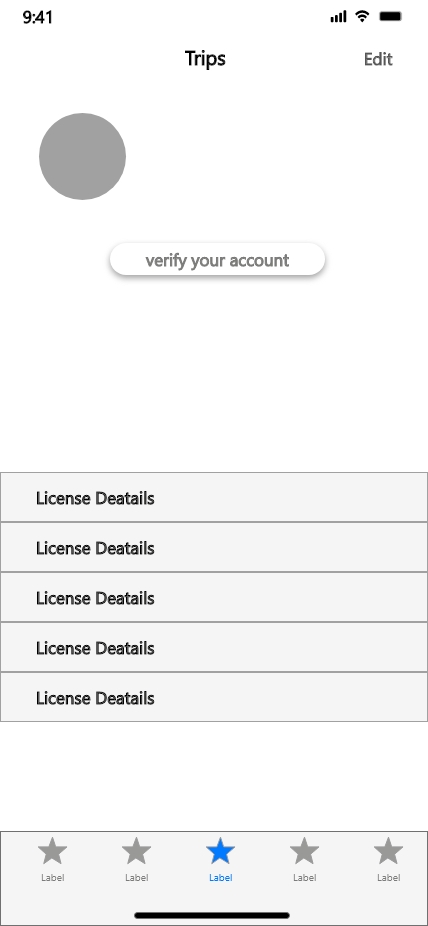 9:41
Trips
Edit
verify your account
License Deatails
License Deatails
License Deatails
License Deatails
License Deatails
Label
Label
Label
Label
Label